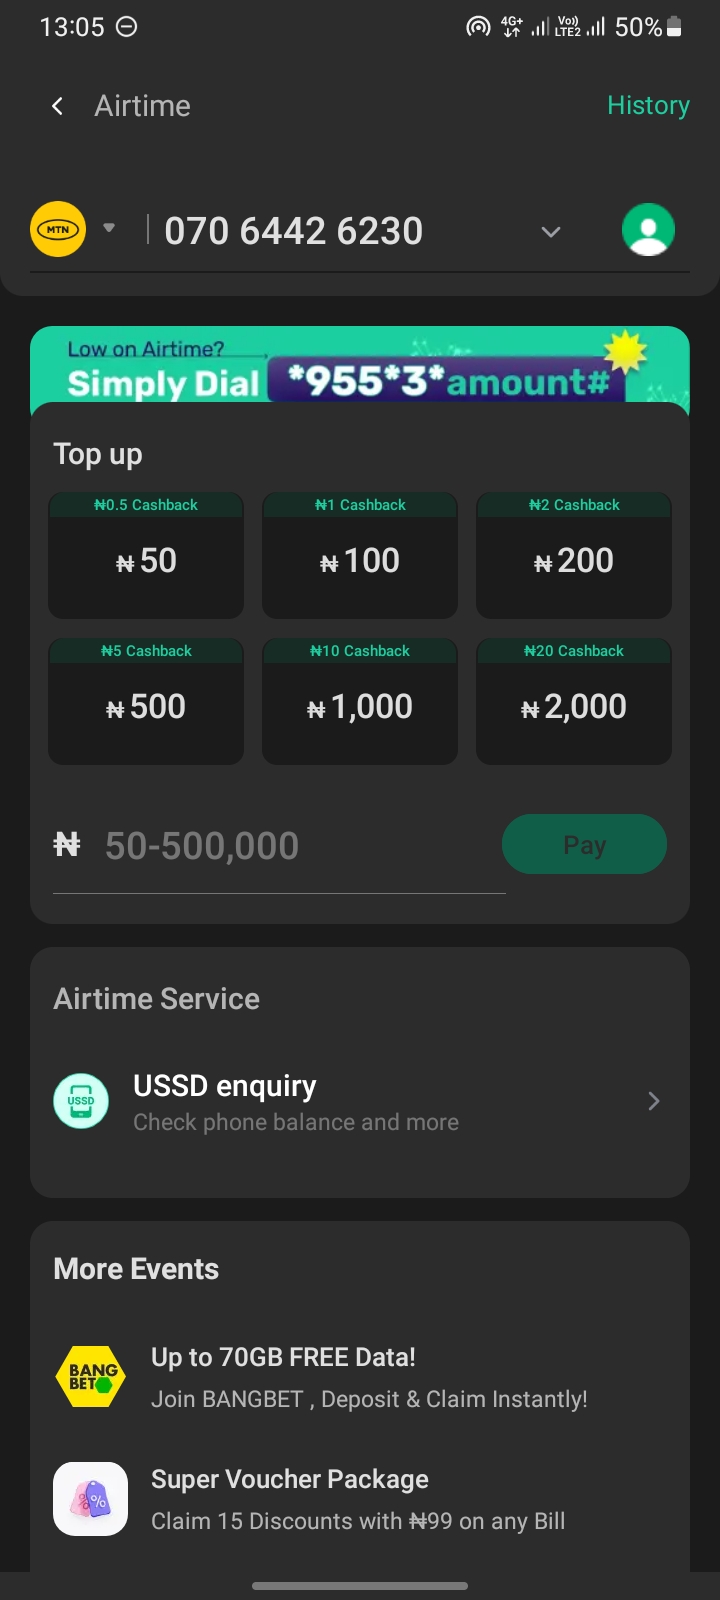 13:05
4G+ Vo)) LTE2 50%
Airtime History
MTN 070 6442 6230
Low on Airtime?
Simply Dial *955*3*amount#
Top up
₦0.5 Cashback ₦1 Cashback ₦2 Cashback
₦50 ₦100 ₦200
₦5 Cashback ₦10 Cashback ₦20 Cashback
₦500 ₦1,000 ₦2,000
₦ 50-500,000 Pay
Airtime Service
USSD
USSD enquiry
Check phone balance and more
More Events
BANG
BET
Up to 70GB FREE Data!
Join BANGBET , Deposit & Claim Instantly!
%
%
Super Voucher Package
Claim 15 Discounts with ₦99 on any Bill